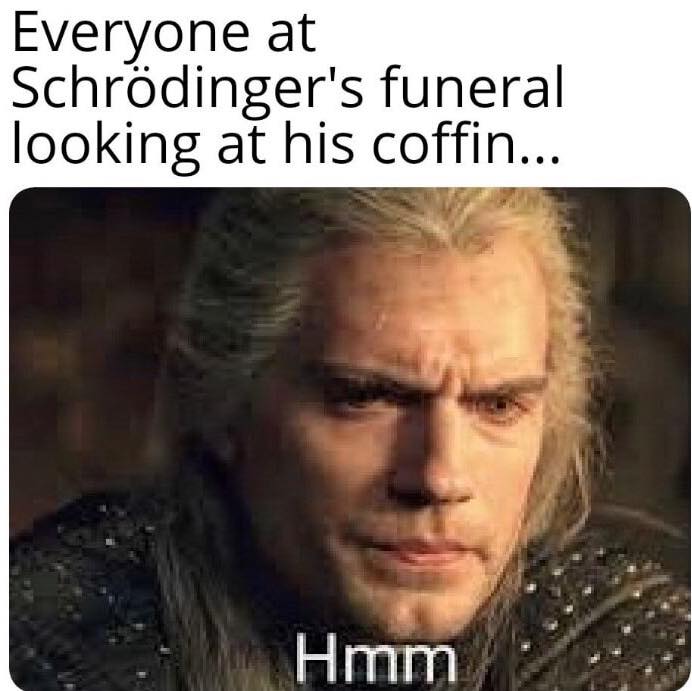 Everyone at
Schrödinger's funeral
looking at his coffin...
Hmm